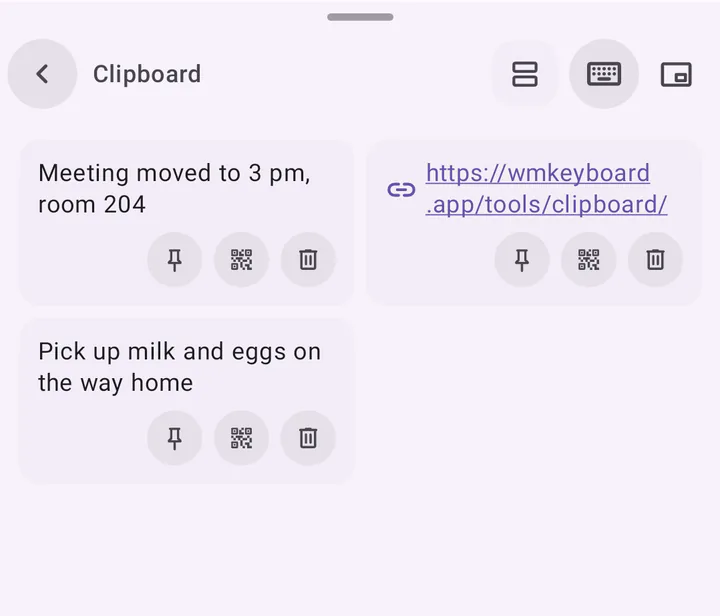 Clipboard
Meeting moved to 3 pm,
room 204
https://wmkeyboard
.app/tools/clipboard/
Pick up milk and eggs on
the way home